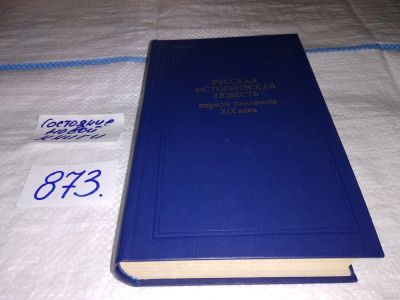 РУССКАЯ
ИСТОРИЧЕСКАЯ
ПОВЕСТЬ
первой половины
XIX века
Состояние
новой
книги
873.